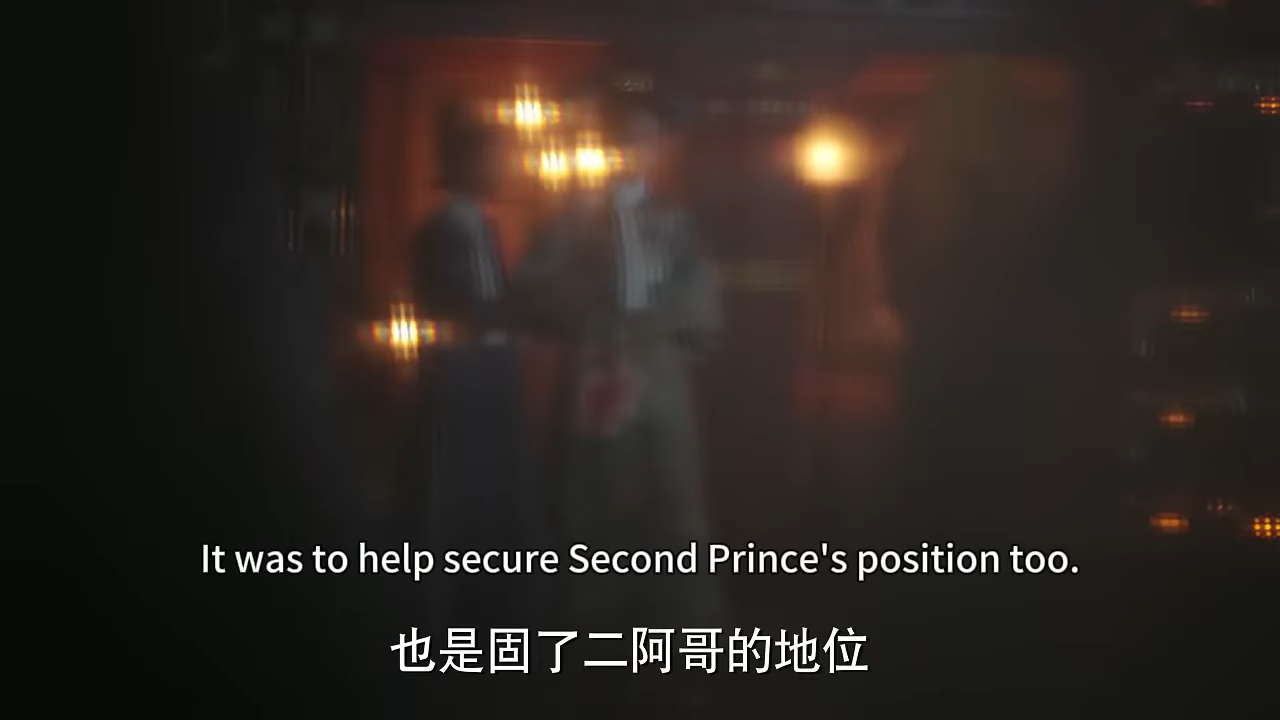 It was to help secure Second Prince's position too.
也是固了二阿哥的地位